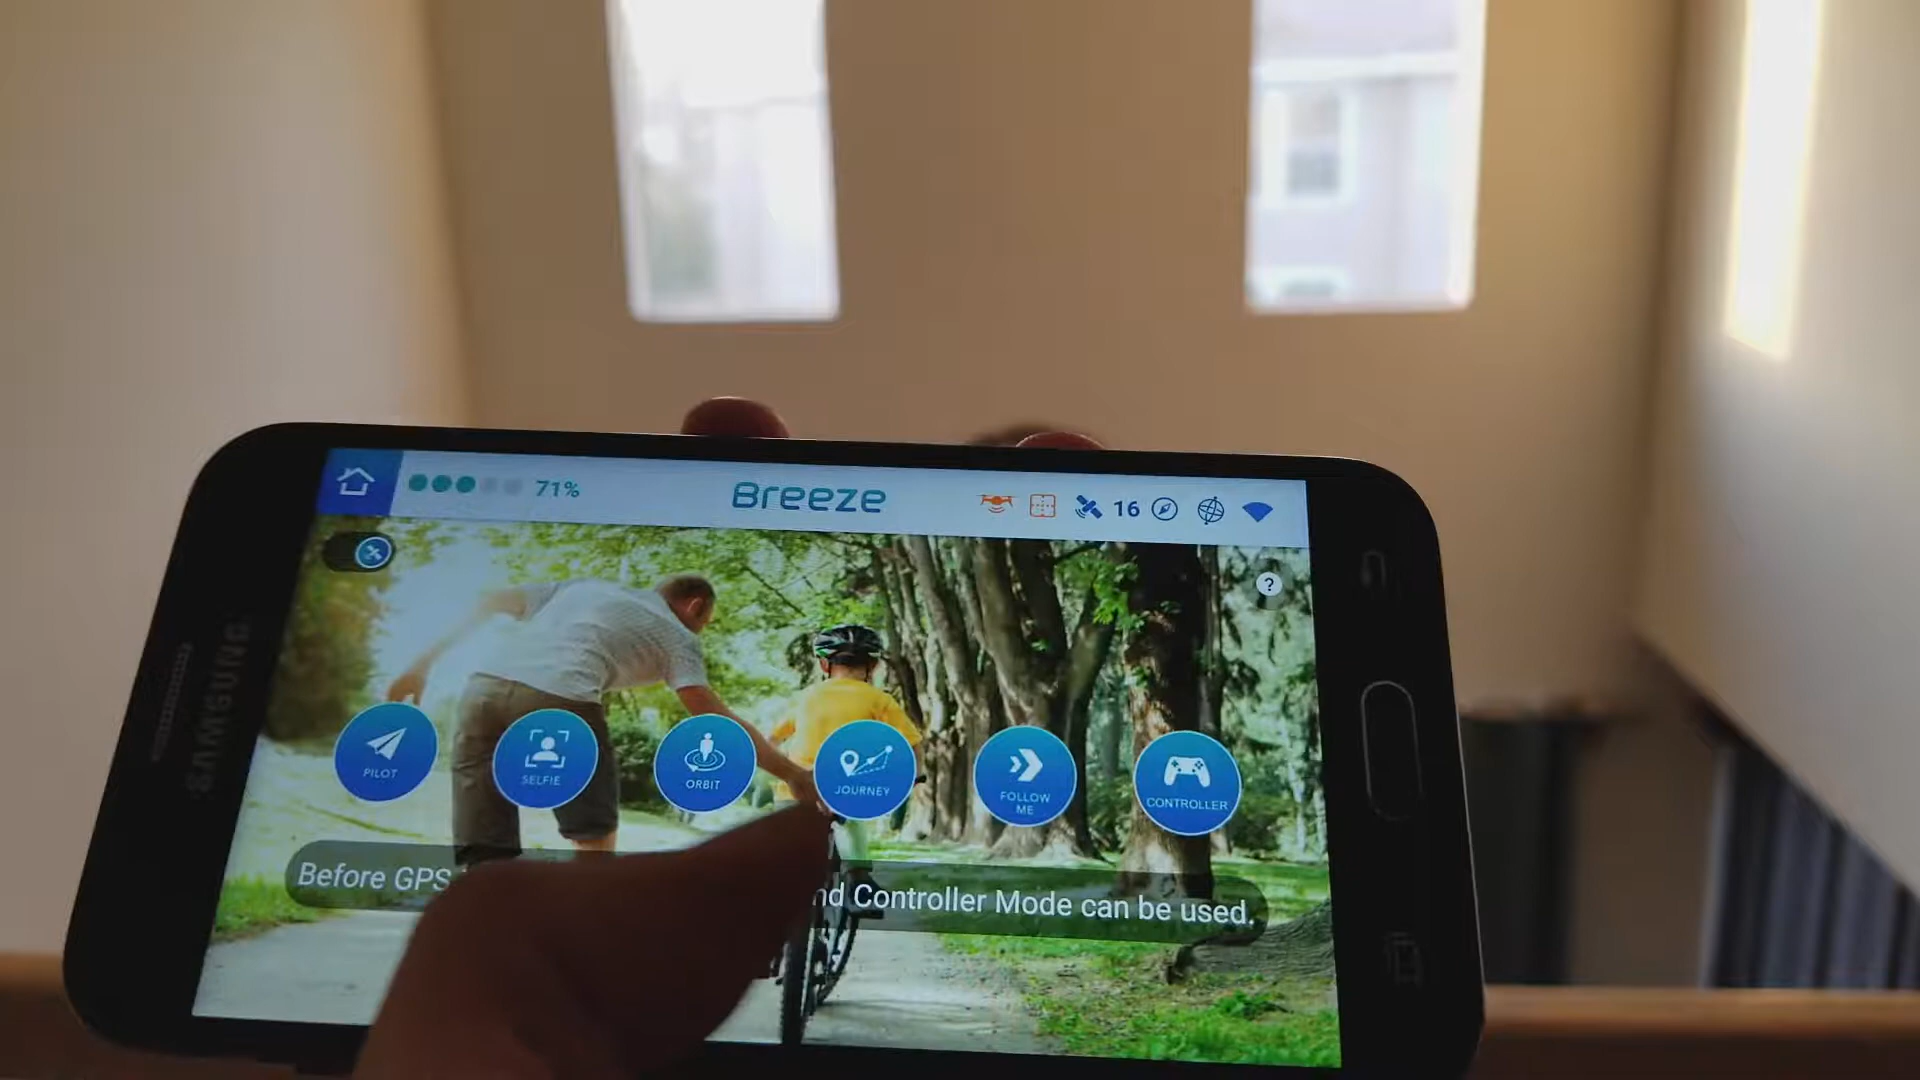 71%
Breeze
16
?
SAMSUNG
PILOT
SELFIE
ORBIT
JOURNEY
FOLLOW
ME
CONTROLLER
Before GPS
nd Controller Mode can be used.